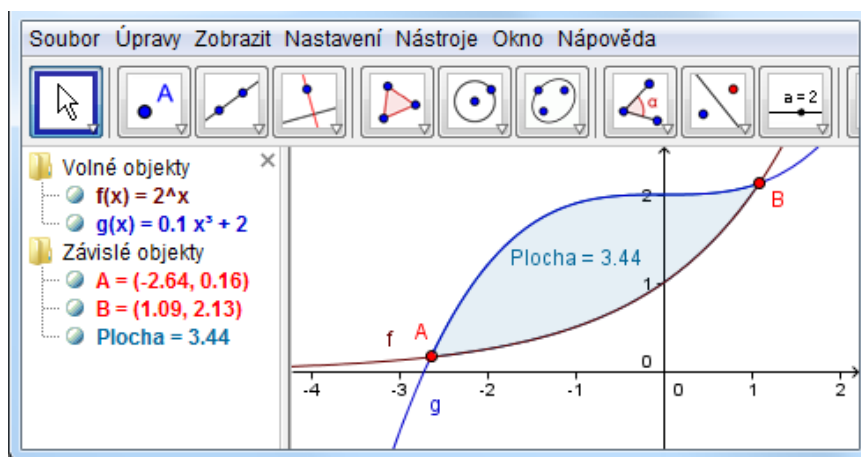 Soubor Úpravy Zobrazit Nastavení Nástroje Okno Nápověda
A α a = 2
Volné objekty
f(x) = 2^x
g(x) = 0.1 x³ + 2
Závislé objekty
A = (-2.64, 0.16)
B = (1.09, 2.13)
Plocha = 3.44
2
B
Plocha = 3.44
1
f A
0
-4 -3 -2 -1 0 1 2
g